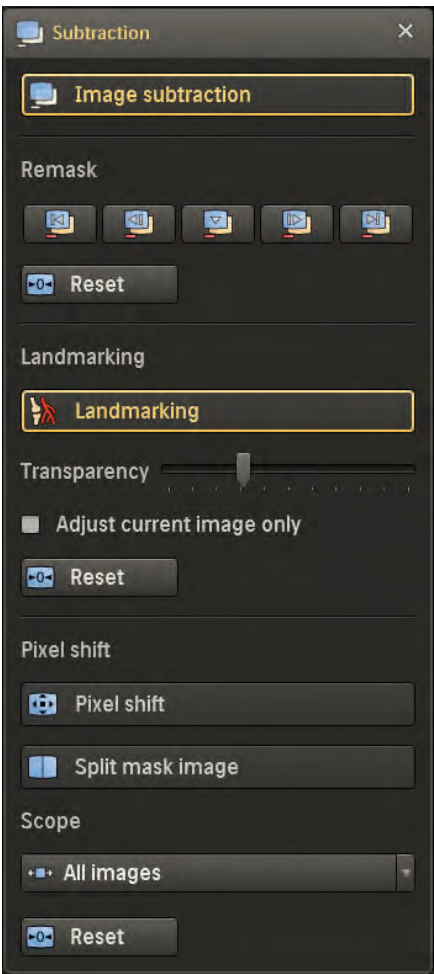 Subtraction
Image subtraction
Remask
Reset
Landmarking
Landmarking
Transparency
Adjust current image only
Reset
Pixel shift
Pixel shift
Split mask image
Scope
All images
Reset